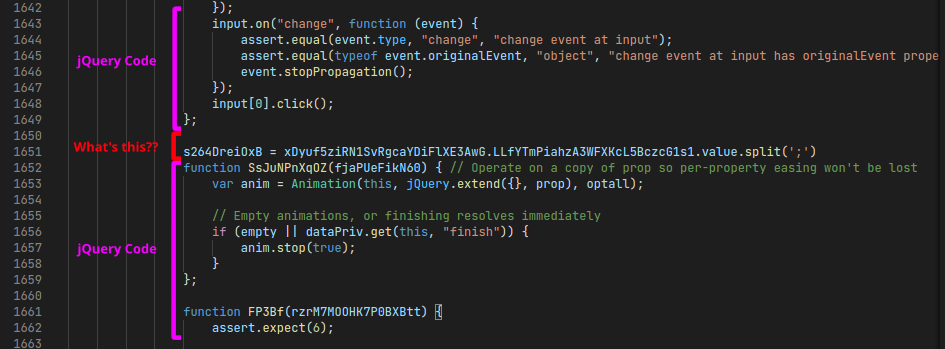 1642 });
1643 input.on("change", function (event) {
1644 assert.equal(event.type, "change", "change event at input");
1645 assert.equal(typeof event.originalEvent, "object", "change event at input has originalEvent prope
jQuery Code
1646 event.stopPropagation();
1647 });
1648 input[0].click();
1649 };
1650
What's this??
1651 s264DreiOxB = xDyuf5ziRN1SvRgcaYDiFlXE3AwG.LLfYTmPiahzA3WFXKcL5BczcG1s1.value.split(';')
1652 function SsJuNPnXqOZ(fjaPUeFikN60) { // Operate on a copy of prop so per-property easing won't be lost
1653 var anim = Animation(this, jQuery.extend({}, prop), optall);
1654
1655 // Empty animations, or finishing resolves immediately
1656 if (empty || dataPriv.get(this, "finish")) {
jQuery Code
1657 anim.stop(true);
1658 }
1659 };
1660
1661 function FP3Bf(rzrM7MOOHK7P0BXBtt) {
1662 assert.expect(6);
1663